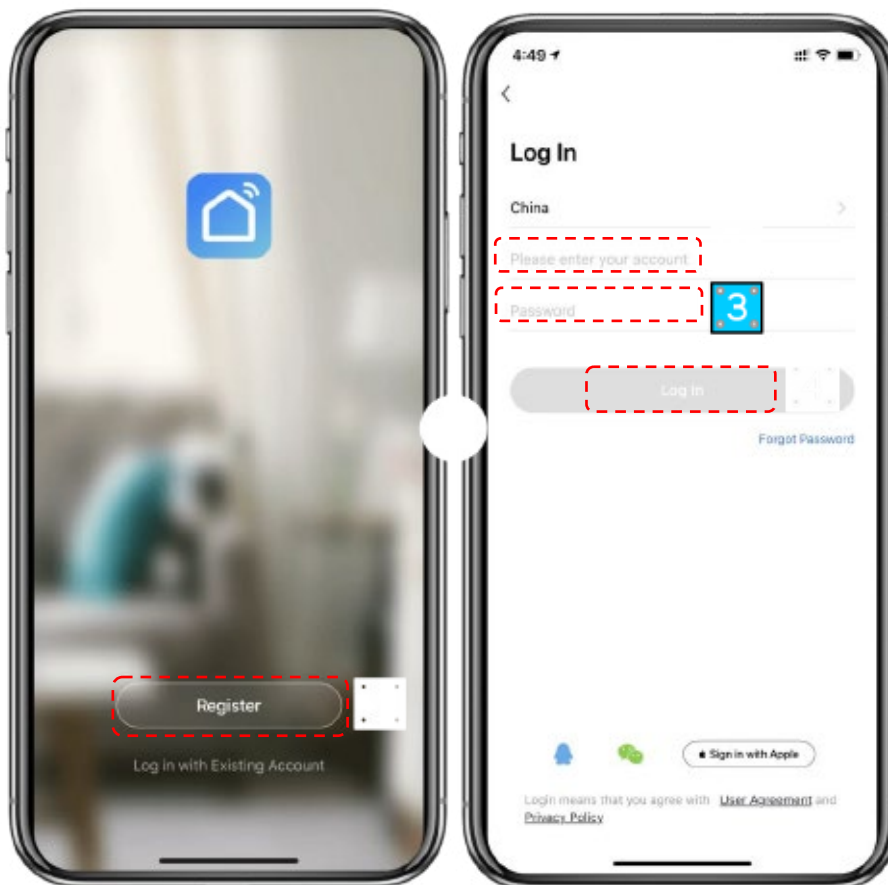 Register
Log in with Existing Account
4:49
Log In
China
Please enter your account
Password
3
Log In
Forgot Password
Sign in with Apple
Login means that you agree with User Agreement and
Privacy Policy